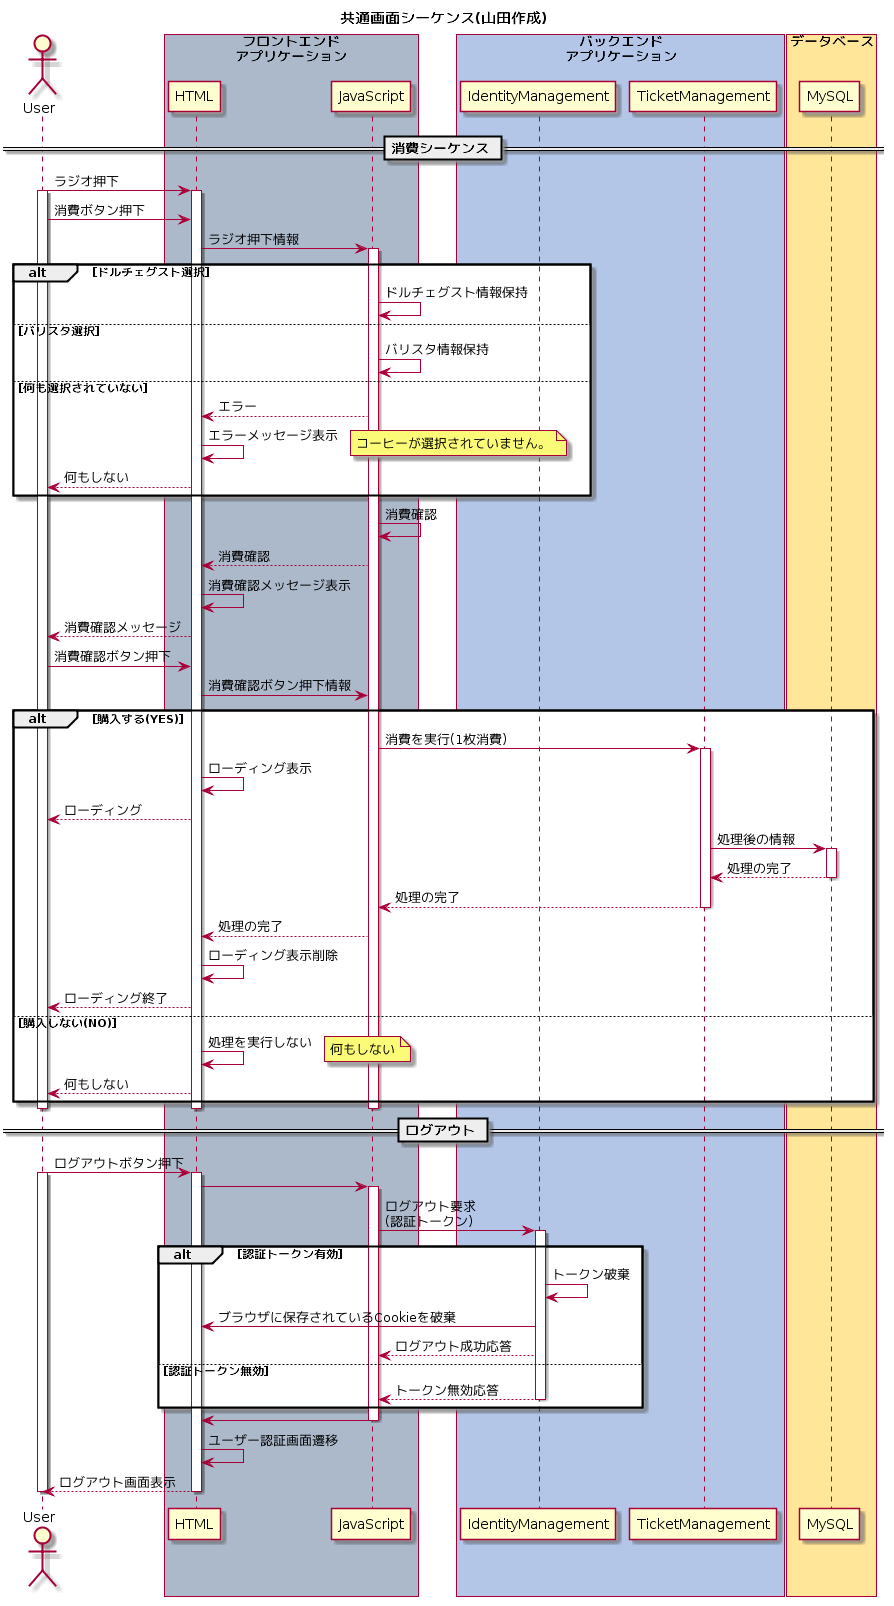 共通画面シーケンス(山田作成)
フロントエンド
アプリケーション
バックエンド
アプリケーション
データベース
User
HTML
JavaScript
IdentityManagement
TicketManagement
MySQL
消費シーケンス
ラジオ押下
消費ボタン押下
ラジオ押下情報
alt
[ドルチェグスト選択]
ドルチェグスト情報保持
[バリスタ選択]
バリスタ情報保持
[何も選択されていない]
エラー
エラーメッセージ表示
コーヒーが選択されていません。
何もしない
消費確認
消費確認
消費確認メッセージ表示
消費確認メッセージ
消費確認ボタン押下
消費確認ボタン押下情報
alt
[購入する(YES)]
消費を実行(1枚消費)
ローディング表示
ローディング
処理後の情報
処理の完了
処理の完了
処理の完了
ローディング表示削除
ローディング終了
[購入しない(NO)]
処理を実行しない
何もしない
何もしない
ログアウト
ログアウトボタン押下
ログアウト要求
(認証トークン)
alt
[認証トークン有効]
トークン破棄
ブラウザに保存されているCookieを破棄
ログアウト成功応答
[認証トークン無効]
トークン無効応答
ユーザー認証画面遷移
ログアウト画面表示
User
HTML
JavaScript
IdentityManagement
TicketManagement
MySQL